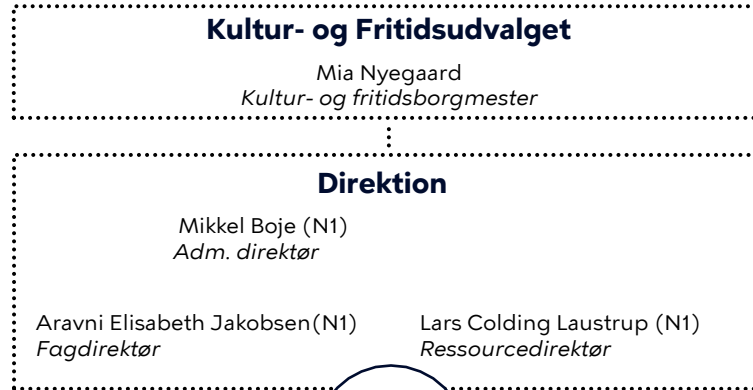 Kultur- og Fritidsudvalget
Mia Nyegaard
Kultur- og fritidsborgmester
Direktion
Mikkel Boje (N1)
Adm. direktør
Aravni Elisabeth Jakobsen(N1)
Fagdirektør
Lars Colding Laustrup (N1)
Ressourcedirektør